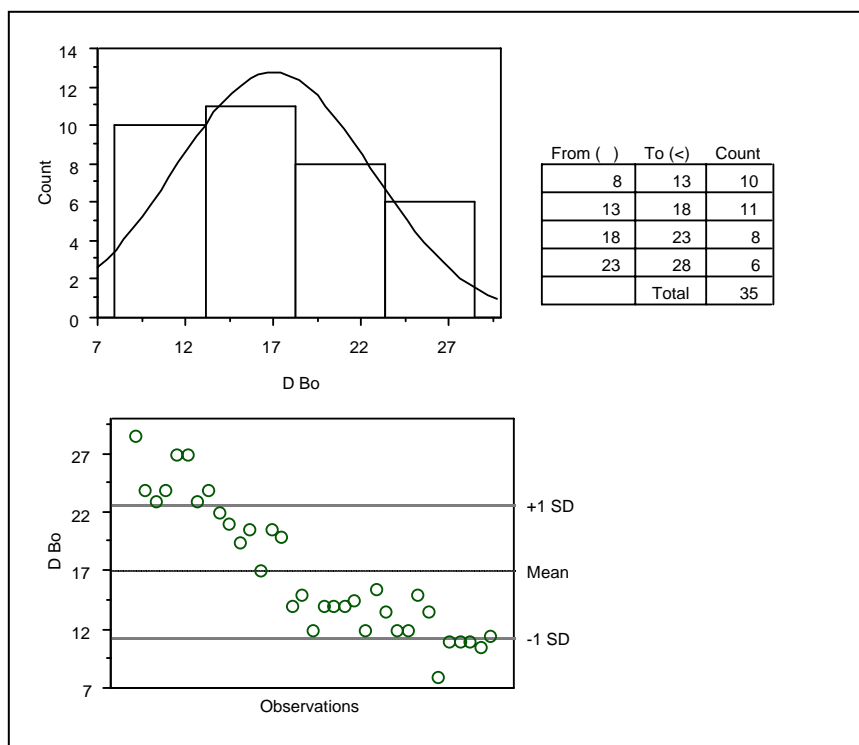 14
12
10
8
6
4
2
0
Count
7 12 17 22 27
D Bo
From ( ) To (<) Count
8 13 10
13 18 11
18 23 8
23 28 6
Total 35
27
22
17
12
7
D Bo
+1 SD
Mean
-1 SD
Observations